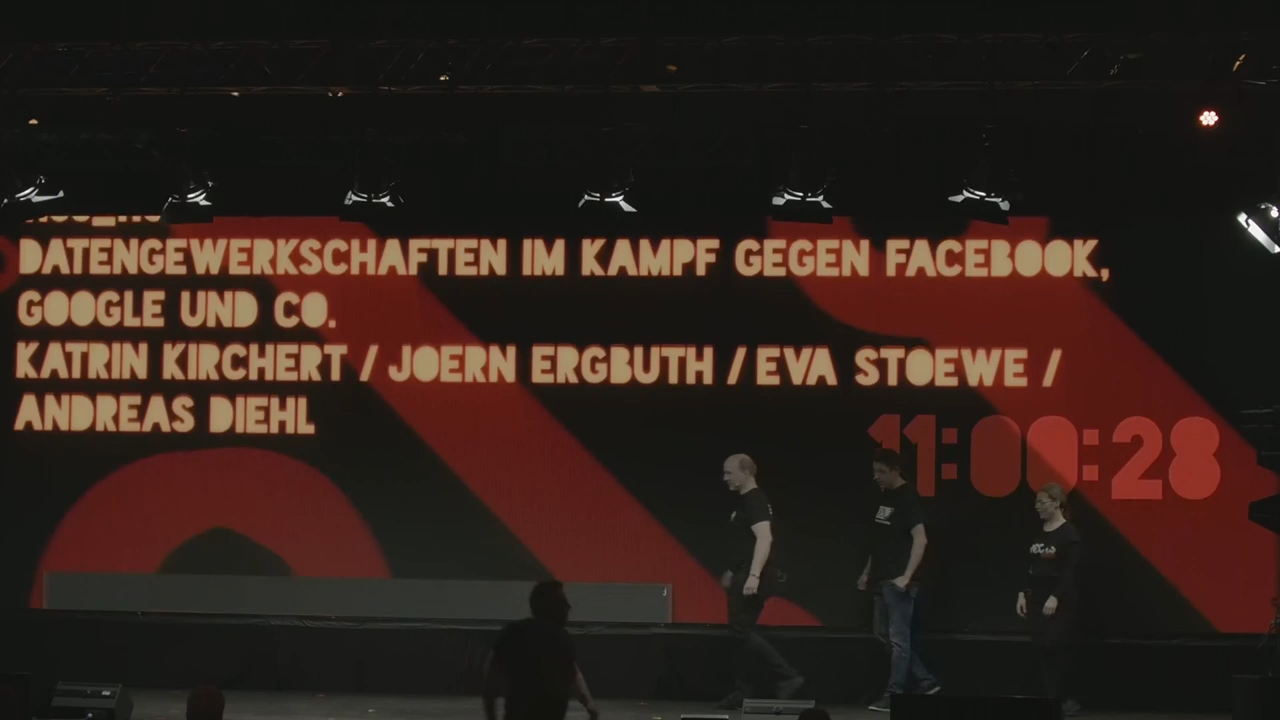 DATENGEWERKSCHAFTEN IM KAMPF GEGEN FACEBOOK,
GOOGLE UND CO.
KATRIN KIRCHERT / JOERN ERGBUTH / EVA STOEWE /
ANDREAS DIEHL
11:00:28